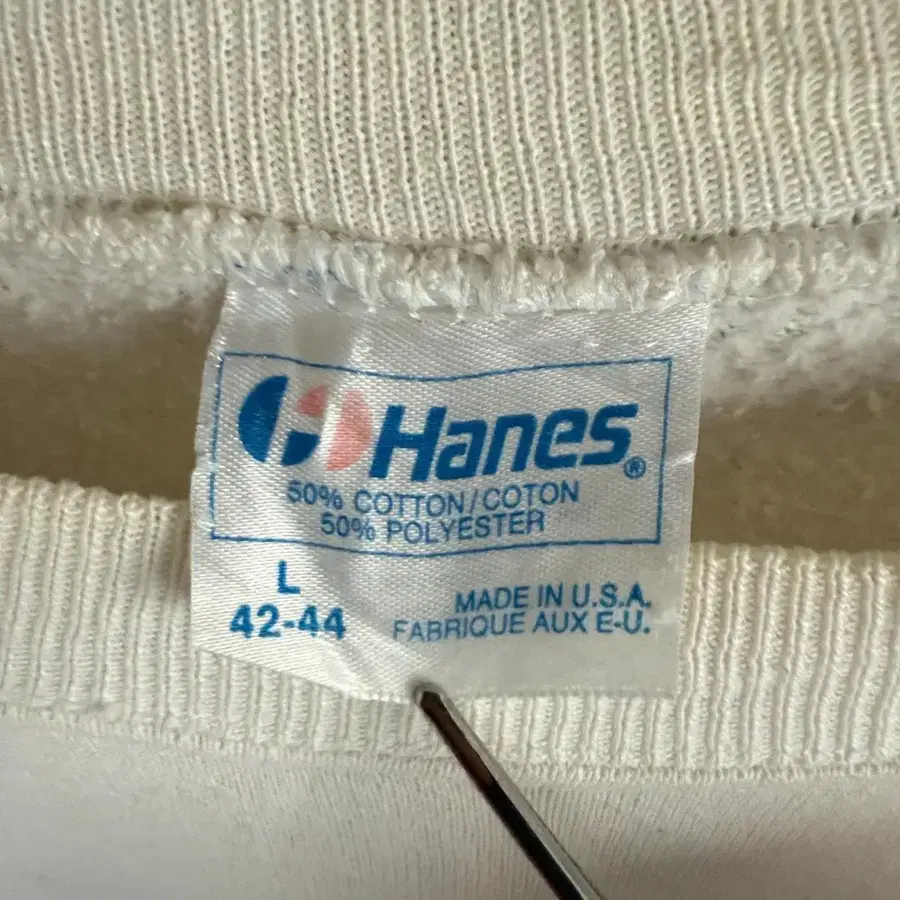 Hanes®
50% COTTON/COTON
50% POLYESTER
L
42-44
MADE IN U.S.A.
FABRIQUE AUX E-U.